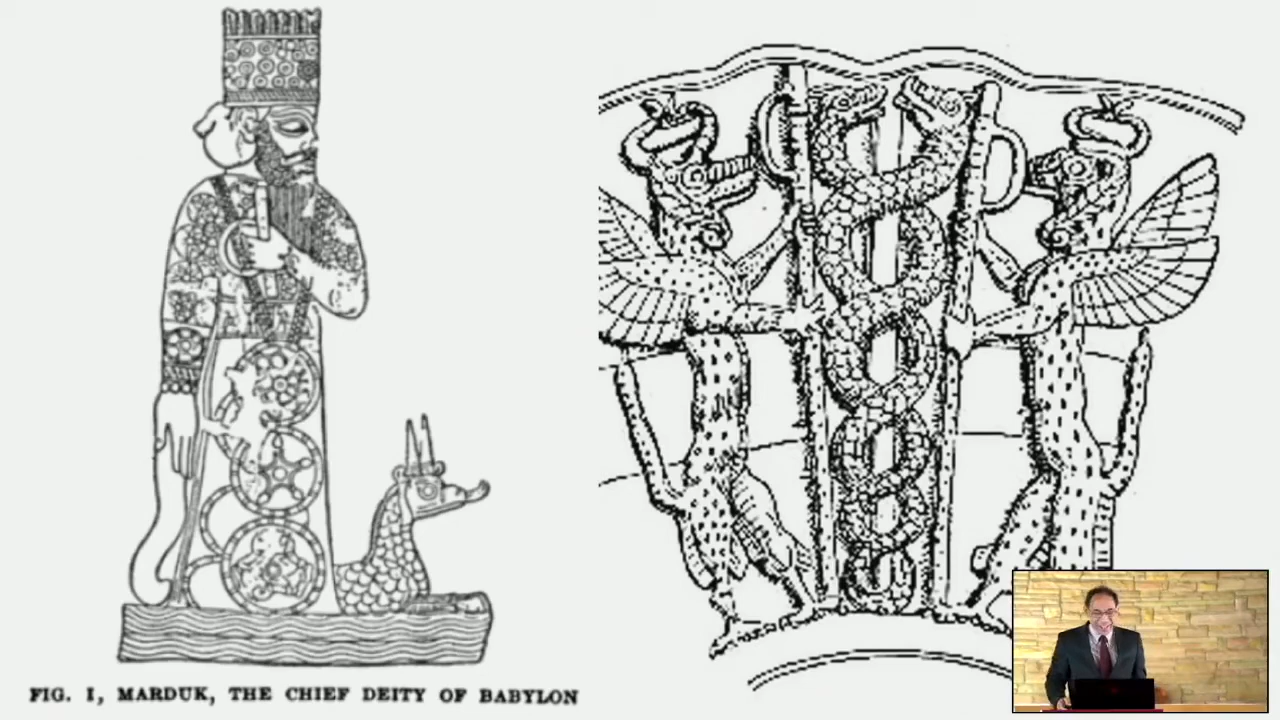 FIG. I, MARDUK, THE CHIEF DEITY OF BABYLON